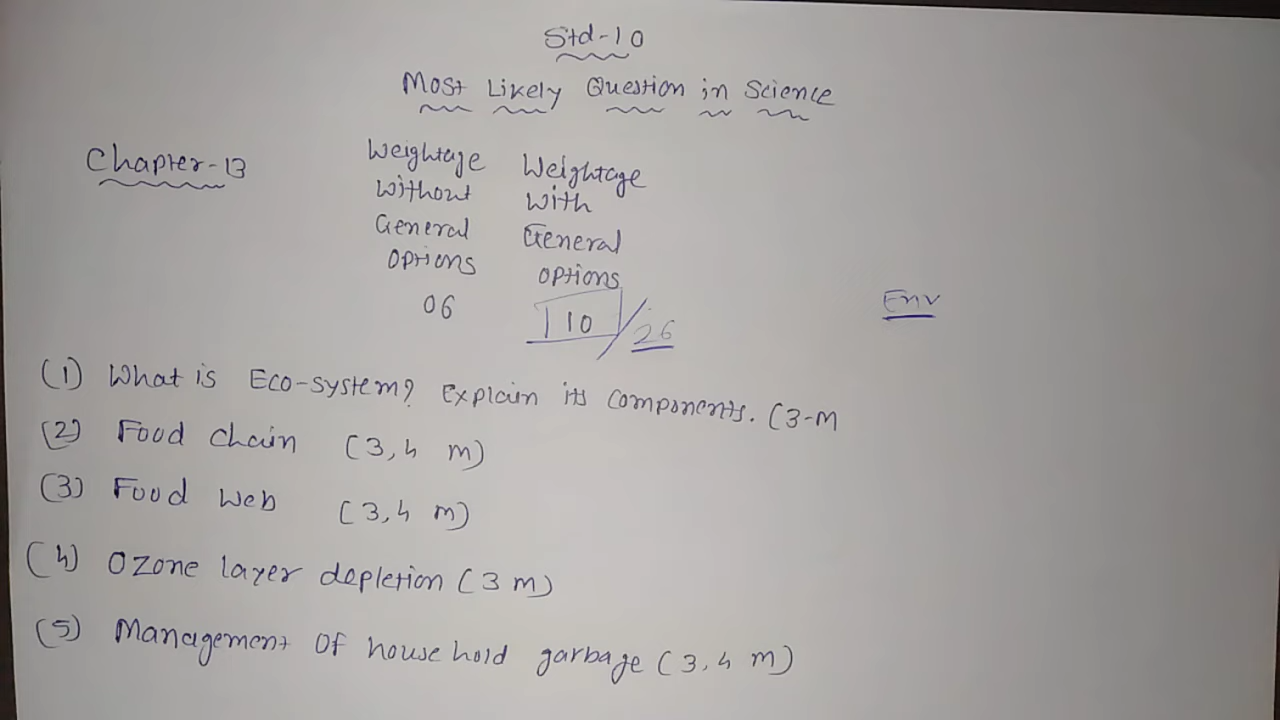 Std-10
Most Likely Question in Science
Chapter-13
Weightage
Without
General
Options
06
Weightage
With
General
Options
10/26
Env
(1) What is Eco-system? Explain its components. (3-M
(2) Food chain (3,4 m)
(3) Food web (3,4 m)
(4) Ozone layer depletion (3 m)
(5) Management of household garbage (3,4 m)